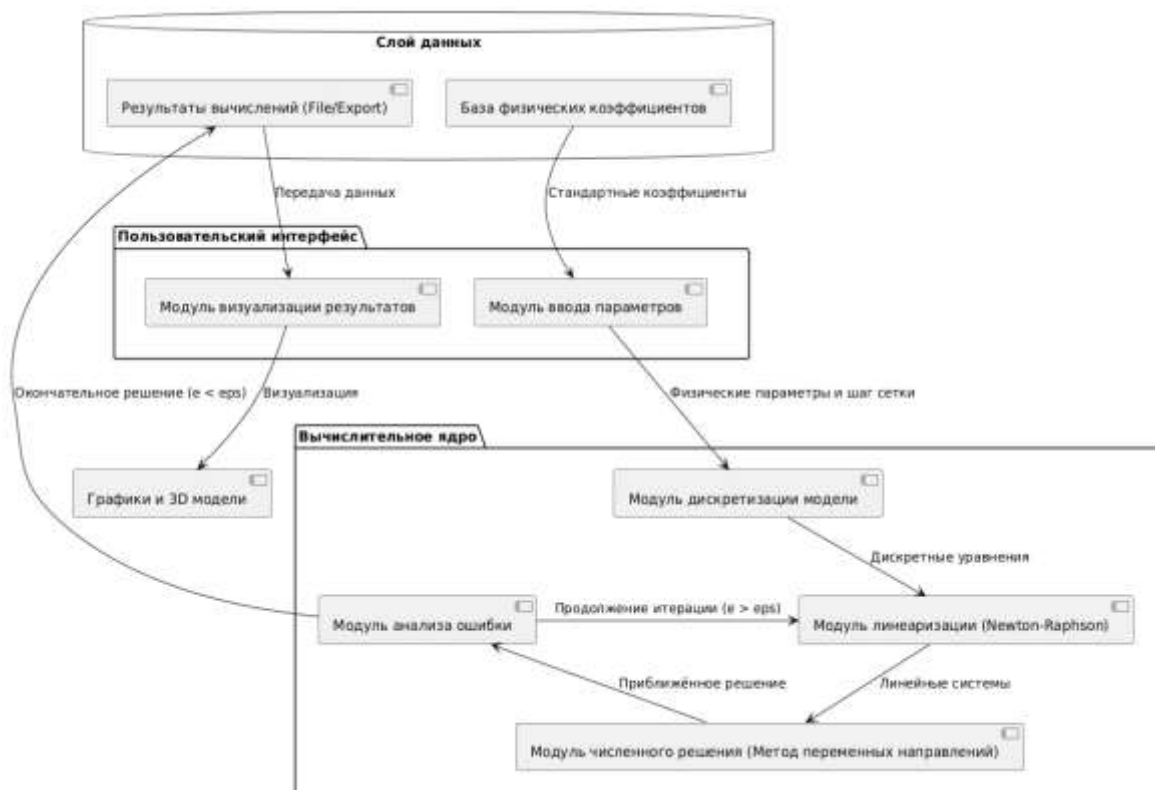 Слой данных
Результаты вычислений (File/Export)
База физических коэффициентов
Передача данных
Стандартные коэффициенты
Пользовательский интерфейс
Модуль визуализации результатов
Модуль ввода параметров
Окончательное решение (e < eps)
Визуализация
Физические параметры и шаг сетки
Вычислительное ядро
Графики и 3D модели
Модуль дискретизации модели
Дискретные уравнения
Модуль анализа ошибки
Продолжение итерации (e > eps)
Модуль линеаризации (Newton-Raphson)
Приближённое решение
Линейные системы
Модуль численного решения (Метод переменных направлений)